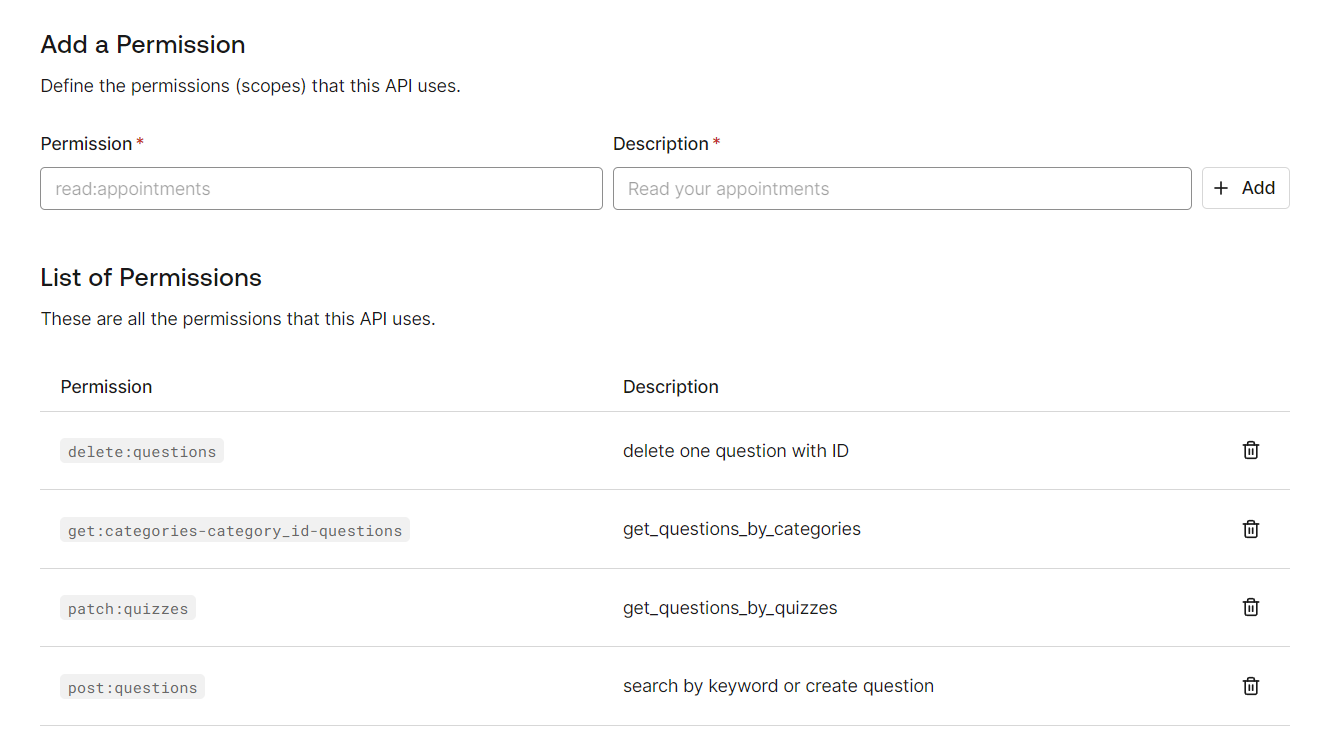 Add a Permission
Define the permissions (scopes) that this API uses.
Permission * Description *
read:appointments Read your appointments + Add
List of Permissions
These are all the permissions that this API uses.
Permission Description
delete:questions delete one question with ID
get:categories-category_id-questions get_questions_by_categories
patch:quizzes get_questions_by_quizzes
post:questions search by keyword or create question